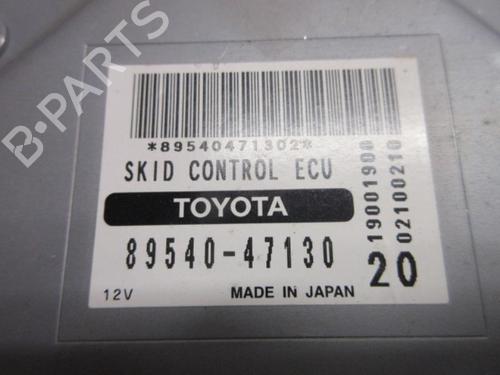 B-PARTS
*89540471302*
SKID CONTROL ECU
TOYOTA
89540-47130
12V
MADE IN JAPAN
20
19001900
02100210